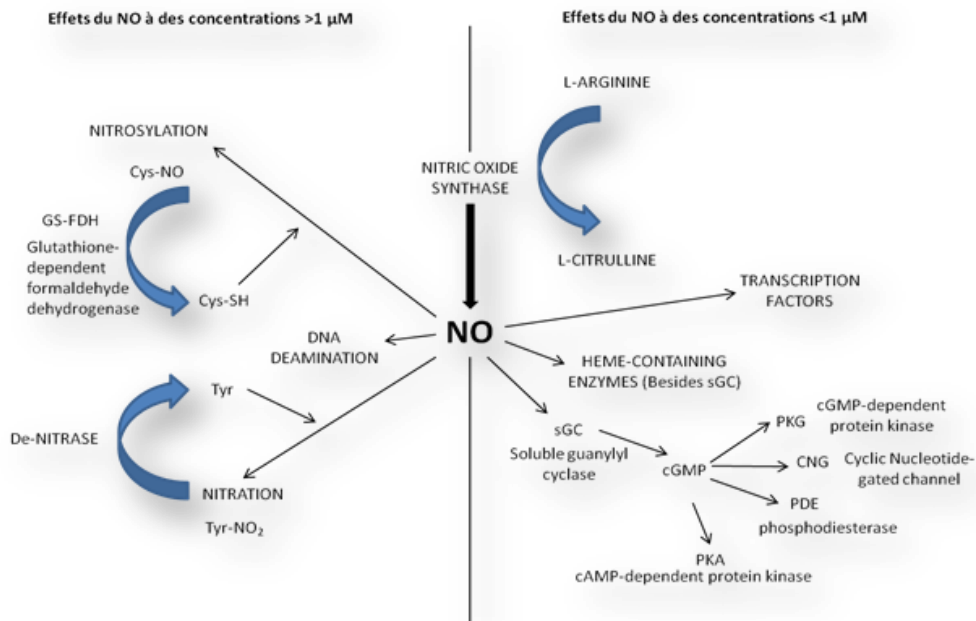 Effets du NO à des concentrations >1 µM
Effets du NO à des concentrations <1 µM
NITROSYLATION
Cys-NO
GS-FDH
Glutathione-
dependent
formaldehyde
dehydrogenase
Cys-SH
DNA
DEAMINATION
Tyr
De-NITRASE
NITRATION
Tyr-NO₂
L-ARGININE
NITRIC OXIDE
SYNTHASE
L-CITRULLINE
NO
TRANSCRIPTION
FACTORS
HEME-CONTAINING
ENZYMES (Besides sGC)
sGC
Soluble guanylyl
cyclase
cGMP
PKG
cGMP-dependent
protein kinase
CNG
Cyclic Nucleotide-
gated channel
PDE
phosphodiesterase
PKA
cAMP-dependent protein kinase